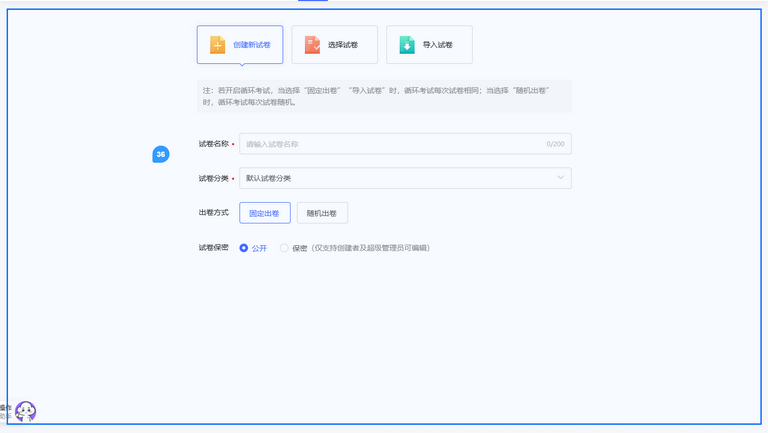 创建新试卷
选择试卷
导入试卷
注：若开启循环考试，当选择“固定出卷”“导入试卷”时，循环考试每次试卷相同；当选择“随机出卷”
时，循环考试每次试卷随机。
试卷名称 • 请输入试卷名称 0/200
36
试卷分类 • 默认试卷分类
出卷方式 固定出卷 随机出卷
试卷保密 公开 保密（仅支持创建者及超级管理员可编辑）
操作